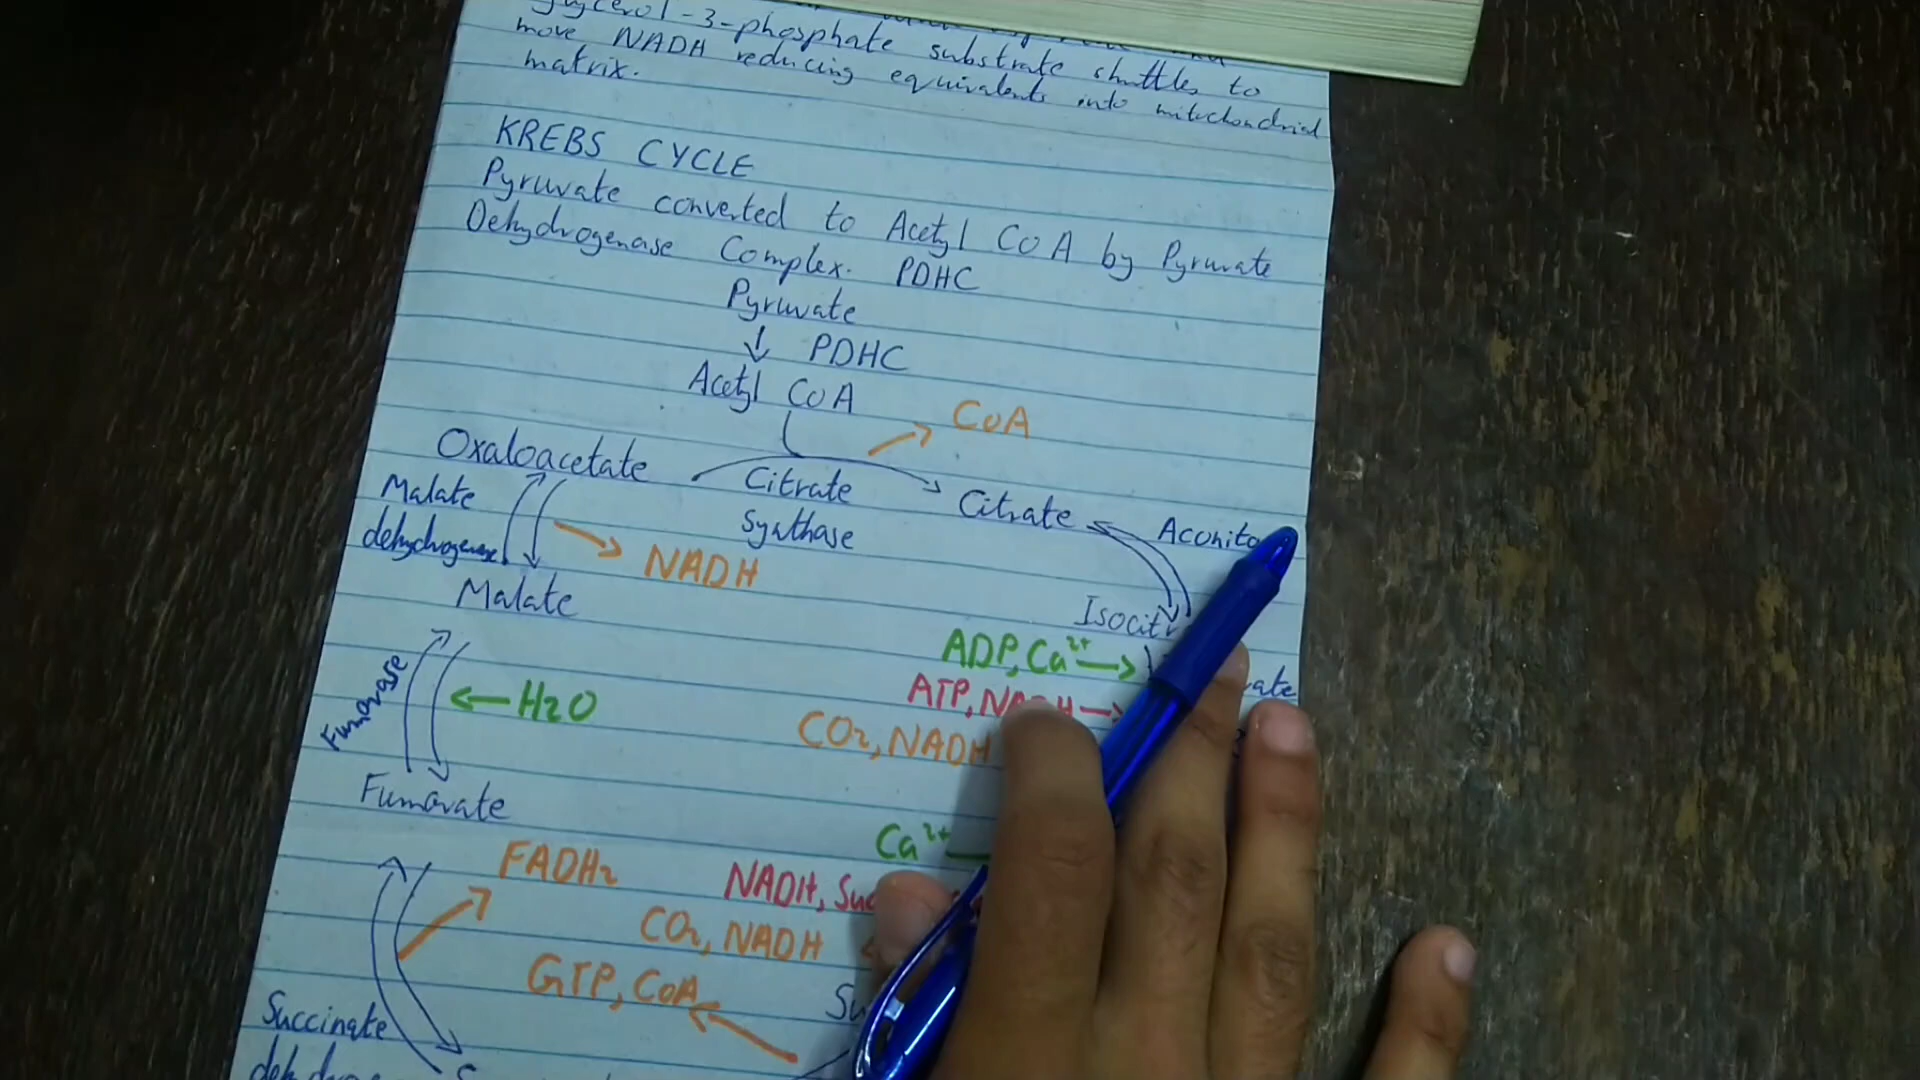 glycerol-3-phosphate substrate shuttles to
move NADH reducing equivalents into mitochondrial
matrix.
KREBS CYCLE
Pyruvate converted to Acetyl CoA by Pyruvate
Dehydrogenase Complex. PDHC
Pyruvate
PDHC
Acetyl CoA
CoA
Oxaloacetate
Citrate
Synthase
Citrate
Malate
dehydrogenase
NADH
Malate
ADP, Ca²⁺
ATP, NADH
CO₂, NADH
Fumarase
H₂O
Fumarate
Ca²⁺
FADH₂
NADH,
CO₂, NADH
GTP, CoA
Succinate